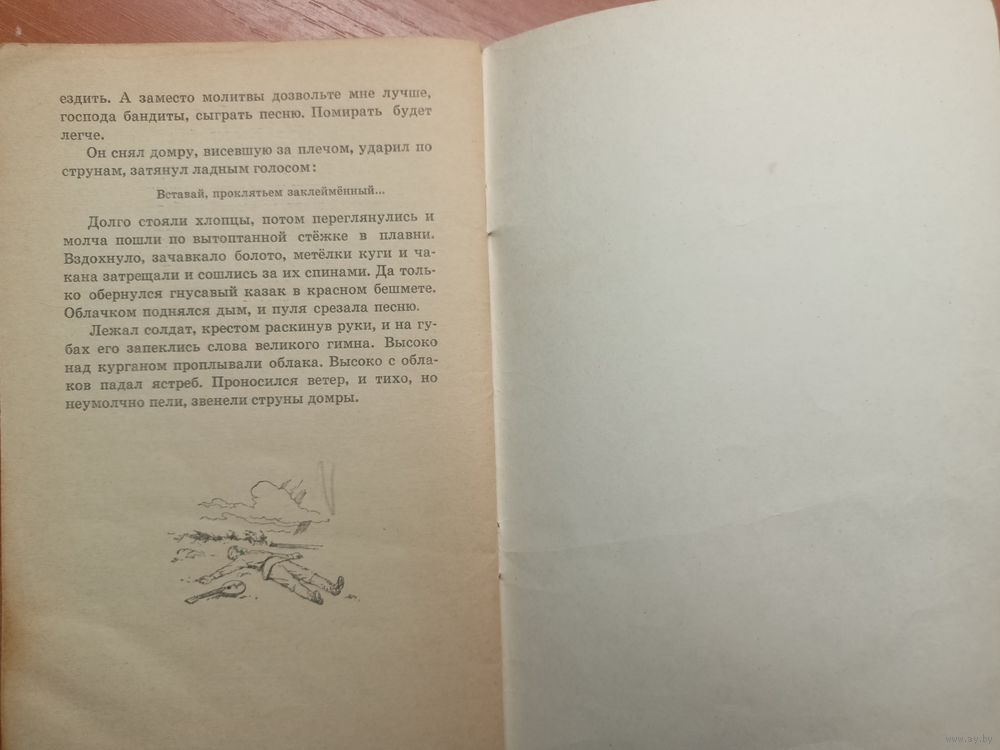 ездить. А заместо молитвы дозвольте мне лучше,
господа бандиты, сыграть песню. Помирать будет
легче.
Он снял домру, висевшую за плечом, ударил по
струнам, затянул ладным голосом:
Вставай, проклятьем заклеймённый...
Долго стояли хлопцы, потом переглянулись и
молча пошли по вытоптанной стёжке в плавни.
Вздохнуло, зачавкало болото, метёлки куги и ча-
кана затрещали и сошлись за их спинами. Да толь-
ко обернулся гнусавый казак в красном бешмете.
Облачком поднялся дым, и пуля срезала песню.
Лежал солдат, крестом раскинув руки, и на гу-
бах его запеклись слова великого гимна. Высоко
над курганом проплывали облака. Высоко с обла-
ков падал ястреб. Проносился ветер, и тихо, но
неумолчно пели, звенели струны домры.
www.ay.by